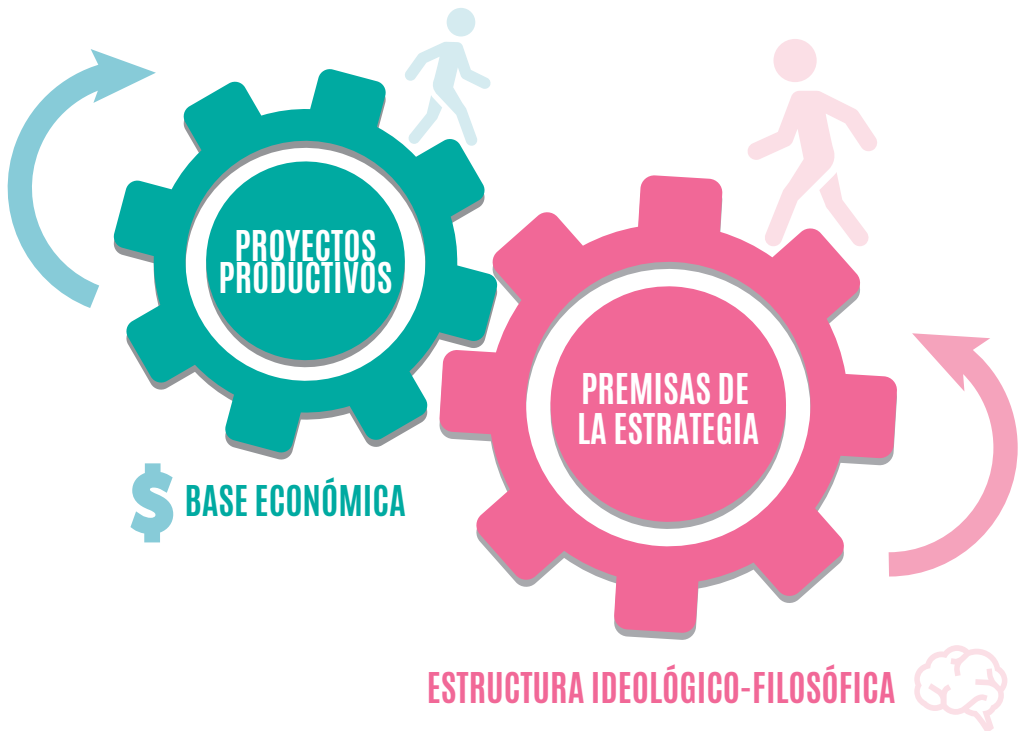 PROYECTOS
PRODUCTIVOS
PREMISAS DE
LA ESTRATEGIA
$ BASE ECONÓMICA
ESTRUCTURA IDEOLÓGICO-FILOSÓFICA